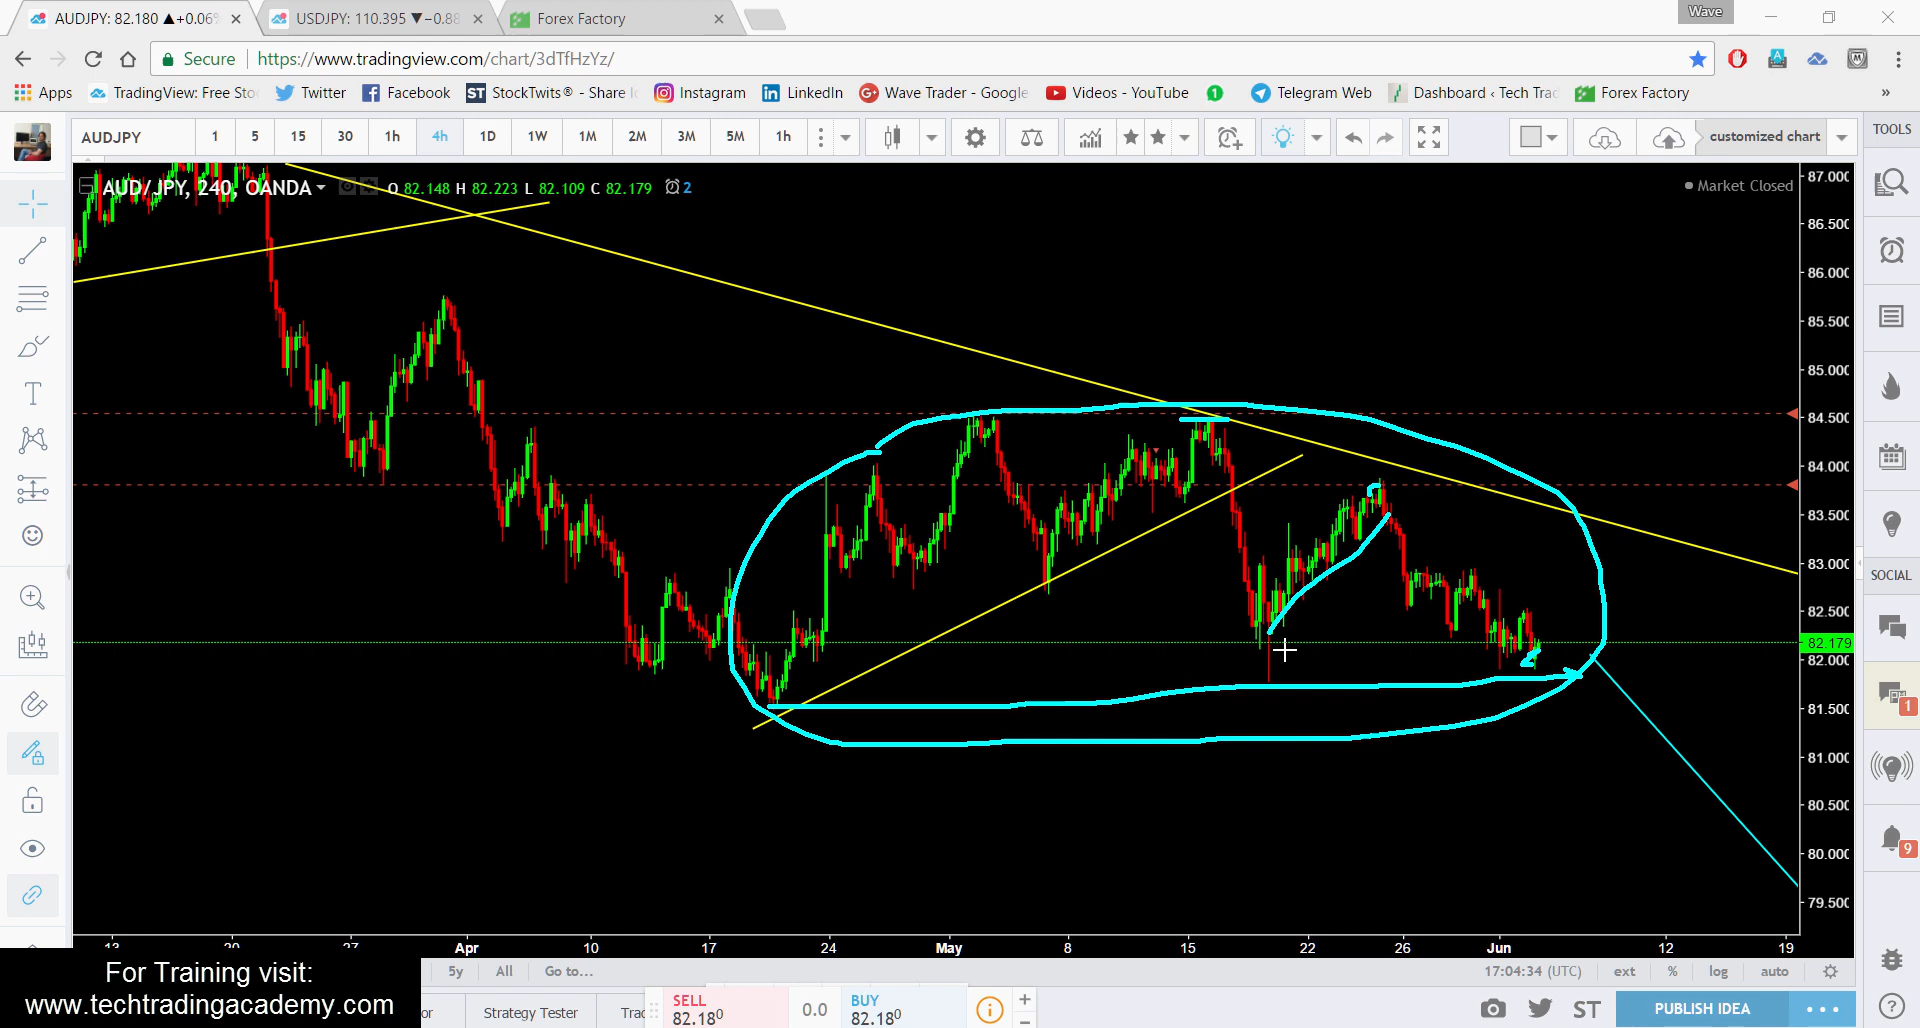 AUDJPY: 82.180 ▲+0.06%
USDJPY: 110.395 ▼−0.88
Forex Factory
Wave
Secure
https://www.tradingview.com/chart/3dTfHzYz/
Apps
TradingView: Free Sto
Twitter
Facebook
ST StockTwits® - Share
Instagram
LinkedIn
Wave Trader - Google
Videos - YouTube
1
Telegram Web
Dashboard ‹ Tech Tra
Forex Factory
»
AUDJPY
1 5 15 30 1h 4h 1D 1W 1M 2M 3M 5M 1h
customized chart
TOOLS
AUD/JPY, 240, OANDA
O 82.148 H 82.223 L 82.109 C 82.179
2
Market Closed
87.000
86.500
86.000
85.500
85.000
84.500
84.000
83.500
83.000
82.500
82.179
82.000
81.500
81.000
80.500
80.000
79.500
SOCIAL
1
9
13 20 27 Apr 10 17 24 May 8 15 22 26 Jun 12 19
For Training visit:
www.techtradingacademy.com
5y All Go to...
17:04:34 (UTC) ext % log auto
Strategy Tester
SELL
82.18⁰
0.0
BUY
82.18⁰
ST
PUBLISH IDEA